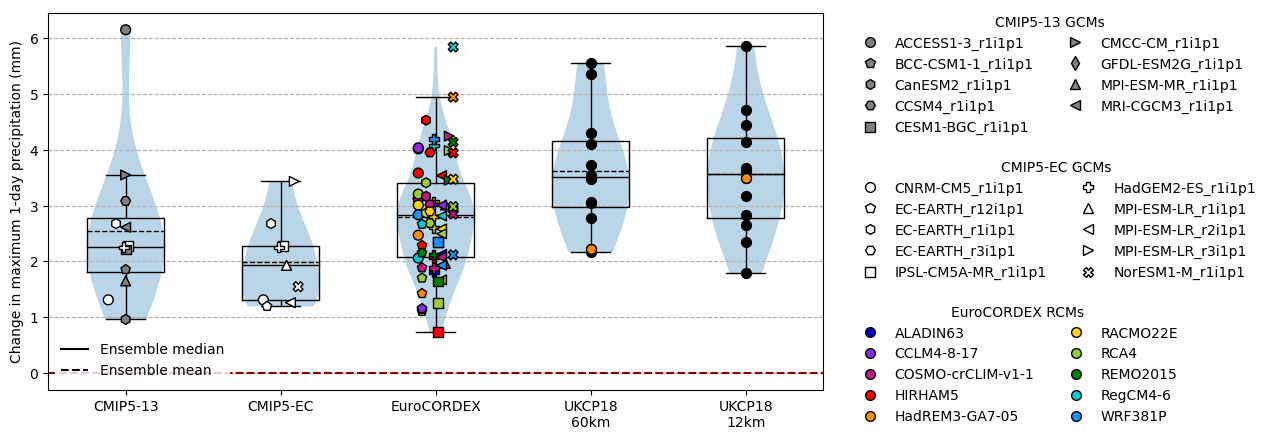 Change in maximum 1-day precipitation (mm)
6
5
4
3
2
1
0
Ensemble median
Ensemble mean
CMIP5-13
CMIP5-EC
EuroCORDEX
UKCP18
60km
UKCP18
12km
CMIP5-13 GCMs
ACCESS1-3_r1i1p1
BCC-CSM1-1_r1i1p1
CanESM2_r1i1p1
CCSM4_r1i1p1
CESM1-BGC_r1i1p1
CMCC-CM_r1i1p1
GFDL-ESM2G_r1i1p1
MPI-ESM-MR_r1i1p1
MRI-CGCM3_r1i1p1
CMIP5-EC GCMs
CNRM-CM5_r1i1p1
EC-EARTH_r12i1p1
EC-EARTH_r1i1p1
EC-EARTH_r3i1p1
IPSL-CM5A-MR_r1i1p1
HadGEM2-ES_r1i1p1
MPI-ESM-LR_r1i1p1
MPI-ESM-LR_r2i1p1
MPI-ESM-LR_r3i1p1
NorESM1-M_r1i1p1
EuroCORDEX RCMs
ALADIN63
CCLM4-8-17
COSMO-crCLIM-v1-1
HIRHAM5
HadREM3-GA7-05
RACMO22E
RCA4
REMO2015
RegCM4-6
WRF381P